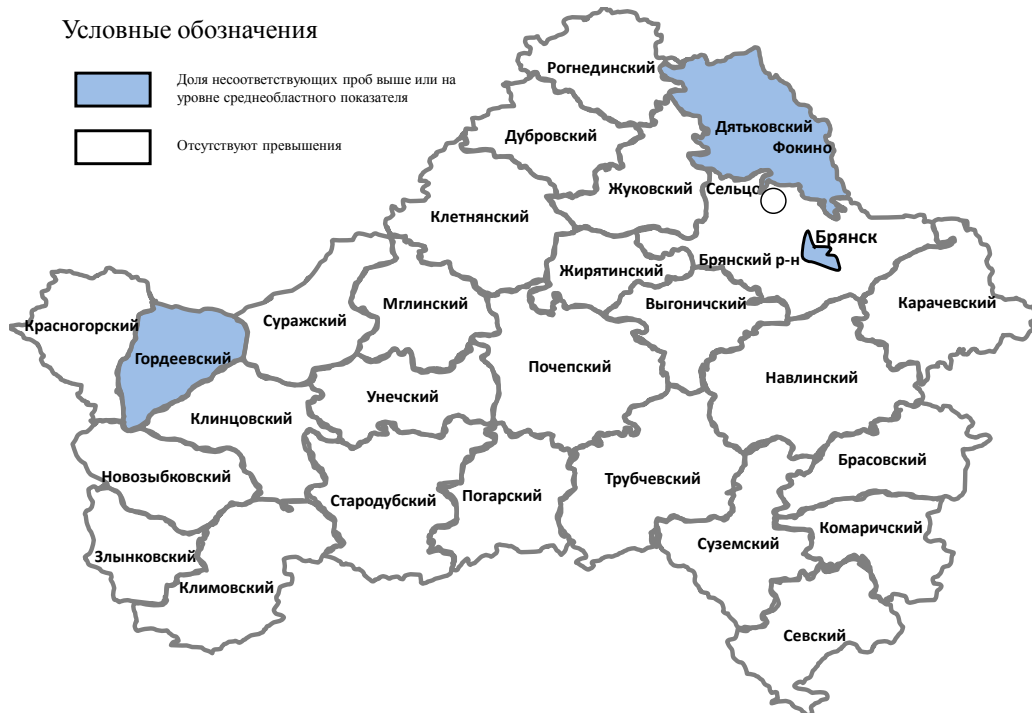 Условные обозначения
Доля несоответствующих проб выше или на
уровне среднеобластного показателя
Отсутствуют превышения
Рогнединский
Дятьковский
Фокино
Дубровский
Жуковский
Сельцо
Клетнянский
Брянск
Брянский р-н
Жирятинский
Выгоничский
Карачевский
Мглинский
Суражский
Красногорский
Гордеевский
Почепский
Навлинский
Унечский
Клинцовский
Новозыбковский
Стародубский
Погарский
Трубчевский
Брасовский
Комаричский
Суземский
Злынковский
Климовский
Севский